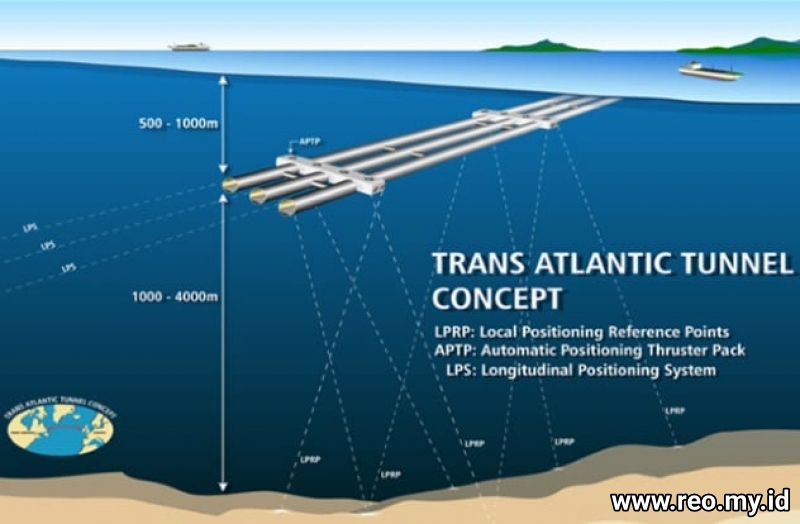 500 - 1000m
APTP
LPS
LPS
LPS
1000 - 4000m
TRANS ATLANTIC TUNNEL
CONCEPT
LPRP: Local Positioning Reference Points
APTP: Automatic Positioning Thruster Pack
LPS: Longitudinal Positioning System
TRANS ATLANTIC TUNNEL CONCEPT
LPRP
LPRP
LPRP
LPRP
LPRP
www.reo.my.id